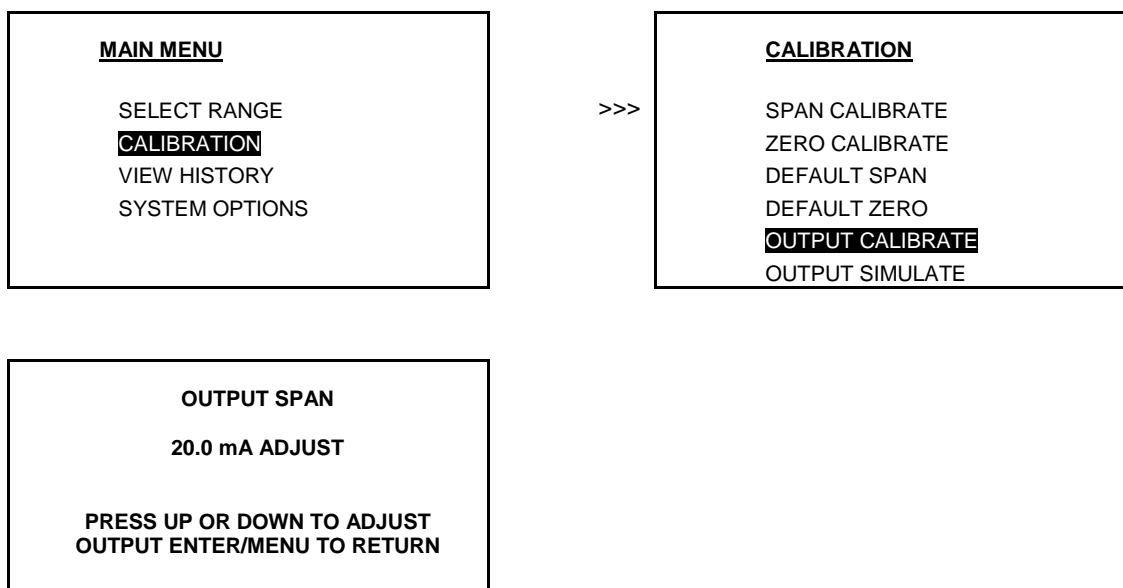 MAIN MENU
SELECT RANGE
CALIBRATION
VIEW HISTORY
SYSTEM OPTIONS
>>>
CALIBRATION
SPAN CALIBRATE
ZERO CALIBRATE
DEFAULT SPAN
DEFAULT ZERO
OUTPUT CALIBRATE
OUTPUT SIMULATE
OUTPUT SPAN
20.0 mA ADJUST
PRESS UP OR DOWN TO ADJUST
OUTPUT ENTER/MENU TO RETURN